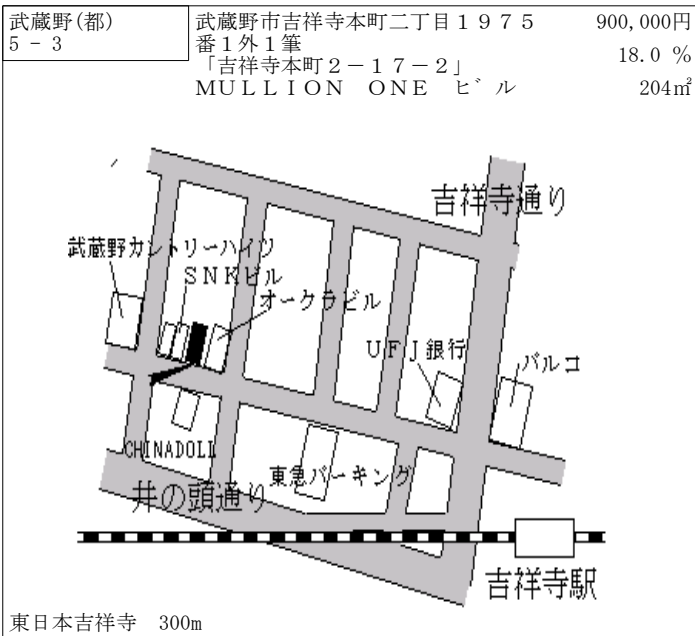 武蔵野(都)
5 - 3
武蔵野市吉祥寺本町二丁目１９７５
番１外１筆
「吉祥寺本町２－１７－２」
ＭＵＬＬＩＯＮ　ＯＮＥ　ﾋﾞﾙ
900,000円
18.0 %
204㎡
吉祥寺通り
武蔵野カントリーハイツ
ＳＮＫビル
オークラビル
ＵＦＪ銀行
パルコ
CHINADOLL
東急パーキング
井の頭通り
吉祥寺駅
東日本吉祥寺　300m